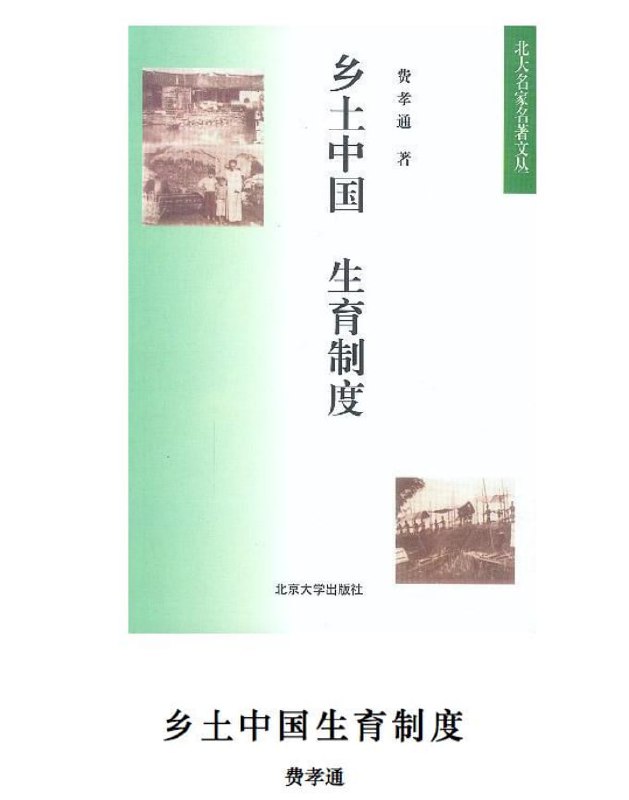 北大名家名著文丛
费孝通 著
乡土中国 生育制度
北京大学出版社
乡土中国生育制度
费孝通